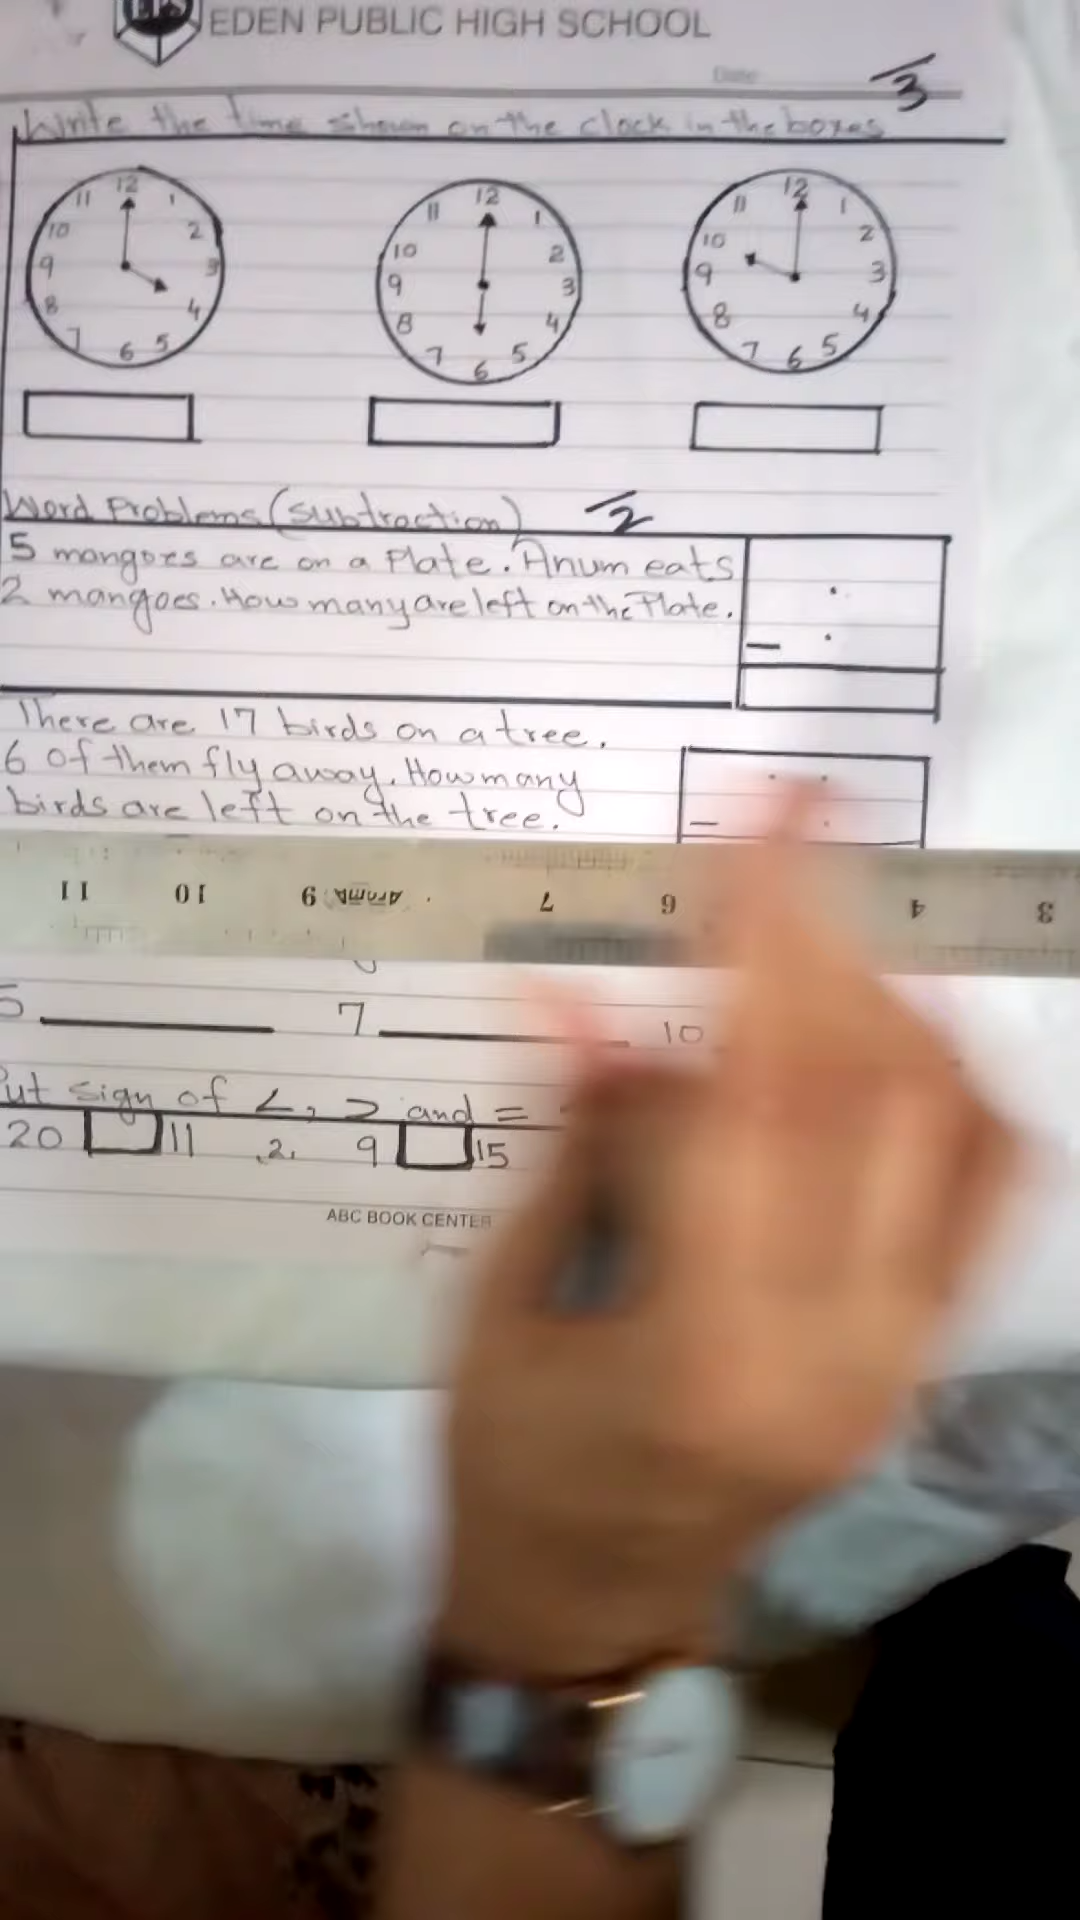 EPS
EDEN PUBLIC HIGH SCHOOL
Date
3
Write the time shown on the clock in the boxes
12 1 2 3 4 5 6 7 8 9 10 11
12 1 2 3 4 5 6 7 8 9 10 11
12 1 2 3 4 5 6 7 8 9 10 11
Word Problems (Subtraction) 2
5 mangoes are on a Plate. Anum eats
2 mangoes. How many are left on the Plate.
−
There are 17 birds on a tree.
6 of them fly away. How many
birds are left on the tree.
−
11 10 9 Aroma 7 6 4 3
5 7 10
Put sign of <, > and =
20 11 2, 9 15
ABC BOOK CENTER